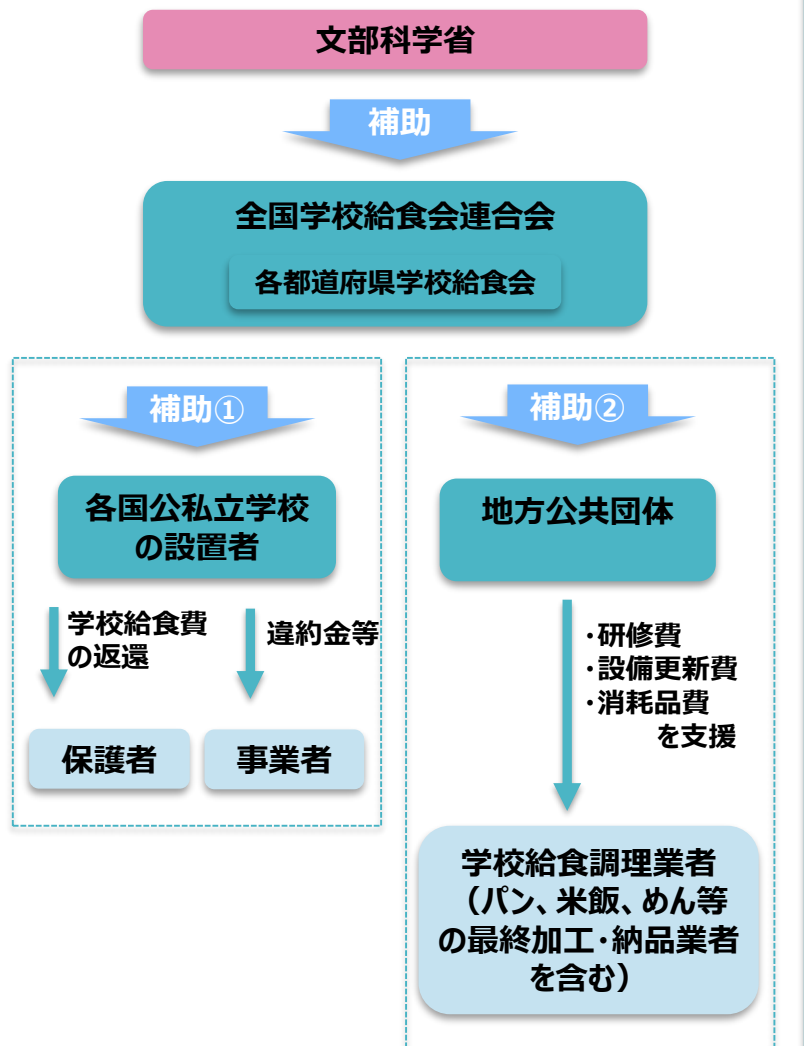 文部科学省
補助
全国学校給食会連合会
各都道府県学校給食会
補助①
各国公私立学校
の設置者
学校給食費
の返還
違約金等
保護者
事業者
補助②
地方公共団体
・研修費
・設備更新費
・消耗品費
を支援
学校給食調理業者
（パン、米飯、めん等
の最終加工・納品業者
を含む）